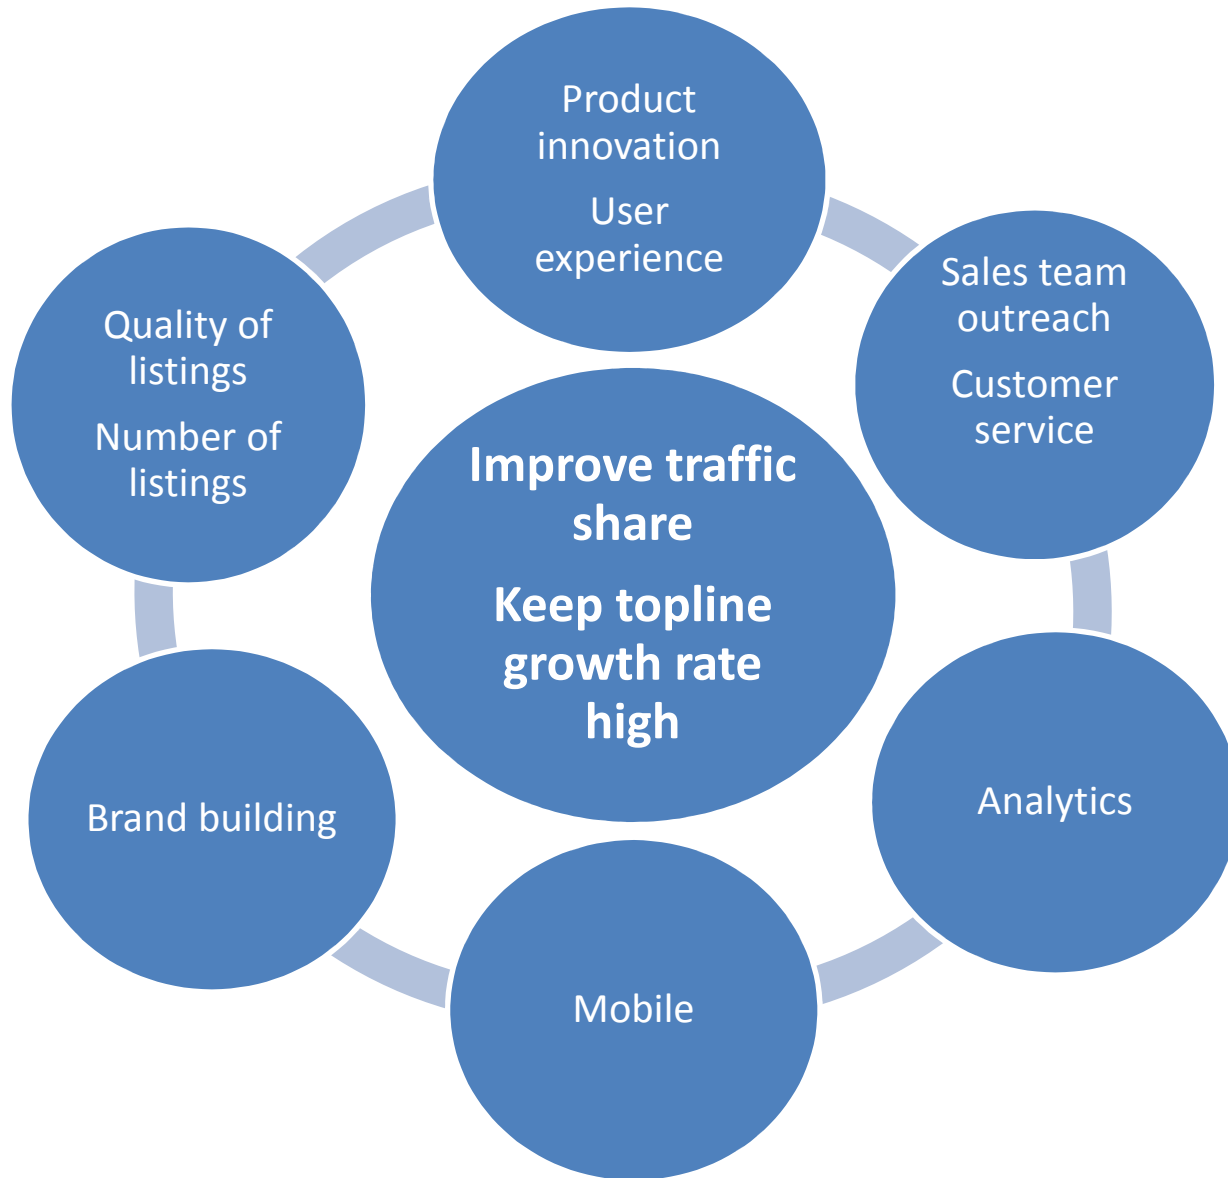 Product
innovation
User
experience
Sales team
outreach
Customer
service
Quality of
listings
Number of
listings
Improve traffic
share
Keep topline
growth rate
high
Analytics
Brand building
Mobile